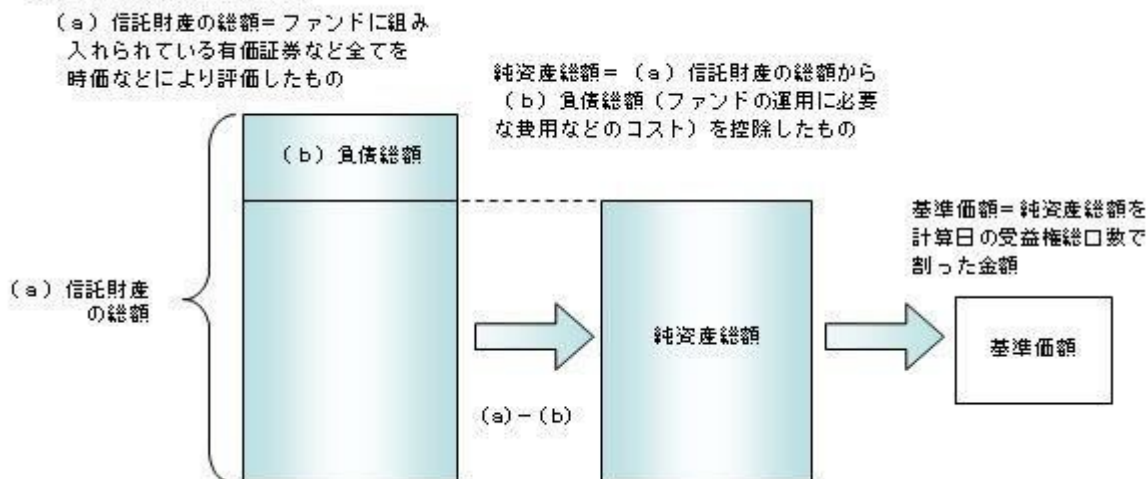 (a)信託財産の総額=ファンドに組み
入れられている有価証券など全てを
時価などにより評価したもの
純資産総額=(a)信託財産の総額から
(b)負債総額(ファンドの運用に必要
な費用などのコスト)を控除したもの
(b)負債総額
基準価額=純資産総額を
計算日の受益権総口数で
割った金額
(a)信託財産
の総額
純資産総額
基準価額
(a)-(b)